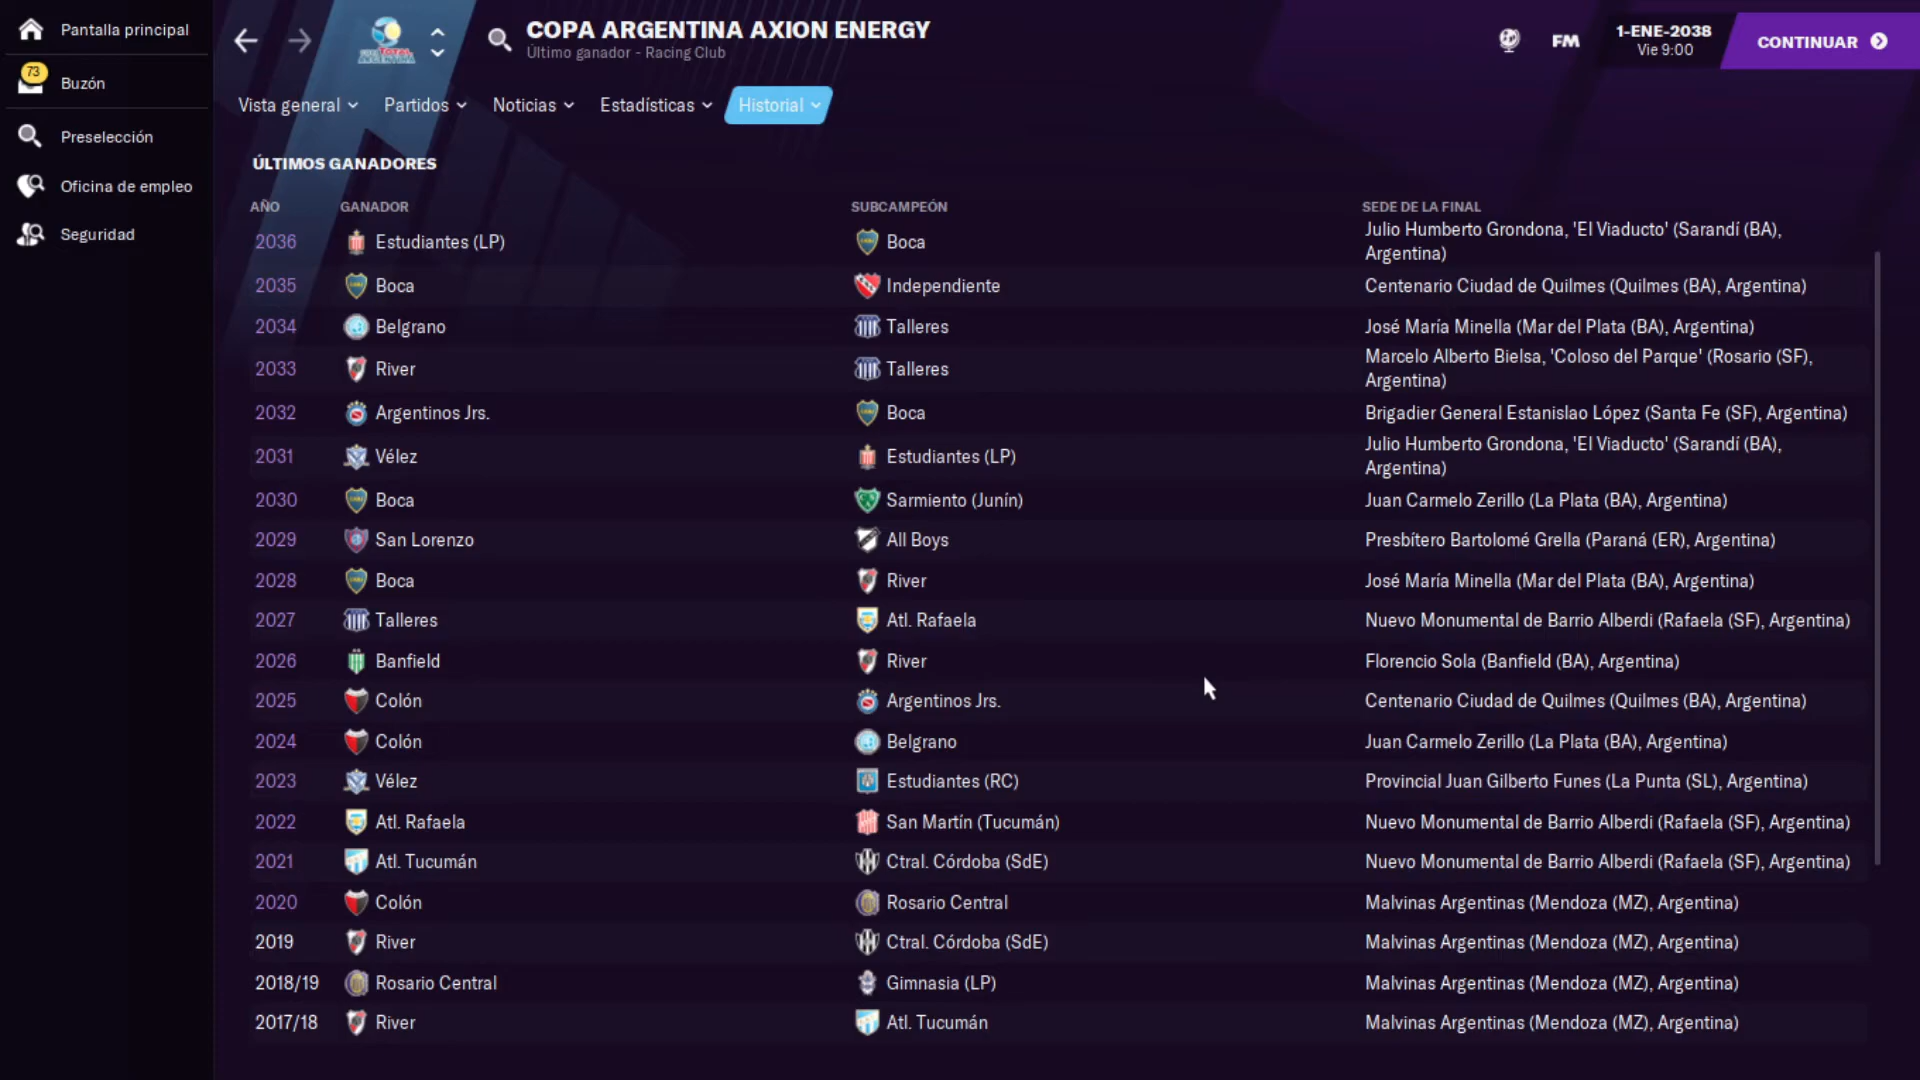 Pantalla principal
73
Buzón
Preselección
Oficina de empleo
Seguridad
COPA ARGENTINA AXION ENERGY
Último ganador - Racing Club
FM
1-ENE-2038
Vie 9:00
CONTINUAR
Vista general
Partidos
Noticias
Estadísticas
Historial
ÚLTIMOS GANADORES
AÑO GANADOR SUBCAMPEÓN SEDE DE LA FINAL
2036 Estudiantes (LP) Boca Julio Humberto Grondona, 'El Viaducto' (Sarandí (BA),
Argentina)
2035 Boca Independiente Centenario Ciudad de Quilmes (Quilmes (BA), Argentina)
2034 Belgrano Talleres José María Minella (Mar del Plata (BA), Argentina)
2033 River Talleres Marcelo Alberto Bielsa, 'Coloso del Parque' (Rosario (SF),
Argentina)
2032 Argentinos Jrs. Boca Brigadier General Estanislao López (Santa Fe (SF), Argentina)
2031 Vélez Estudiantes (LP) Julio Humberto Grondona, 'El Viaducto' (Sarandí (BA),
Argentina)
2030 Boca Sarmiento (Junín) Juan Carmelo Zerillo (La Plata (BA), Argentina)
2029 San Lorenzo All Boys Presbítero Bartolomé Grella (Paraná (ER), Argentina)
2028 Boca River José María Minella (Mar del Plata (BA), Argentina)
2027 Talleres Atl. Rafaela Nuevo Monumental de Barrio Alberdi (Rafaela (SF), Argentina)
2026 Banfield River Florencio Sola (Banfield (BA), Argentina)
2025 Colón Argentinos Jrs. Centenario Ciudad de Quilmes (Quilmes (BA), Argentina)
2024 Colón Belgrano Juan Carmelo Zerillo (La Plata (BA), Argentina)
2023 Vélez Estudiantes (RC) Provincial Juan Gilberto Funes (La Punta (SL), Argentina)
2022 Atl. Rafaela San Martín (Tucumán) Nuevo Monumental de Barrio Alberdi (Rafaela (SF), Argentina)
2021 Atl. Tucumán Ctral. Córdoba (SdE) Nuevo Monumental de Barrio Alberdi (Rafaela (SF), Argentina)
2020 Colón Rosario Central Malvinas Argentinas (Mendoza (MZ), Argentina)
2019 River Ctral. Córdoba (SdE) Malvinas Argentinas (Mendoza (MZ), Argentina)
2018/19 Rosario Central Gimnasia (LP) Malvinas Argentinas (Mendoza (MZ), Argentina)
2017/18 River Atl. Tucumán Malvinas Argentinas (Mendoza (MZ), Argentina)